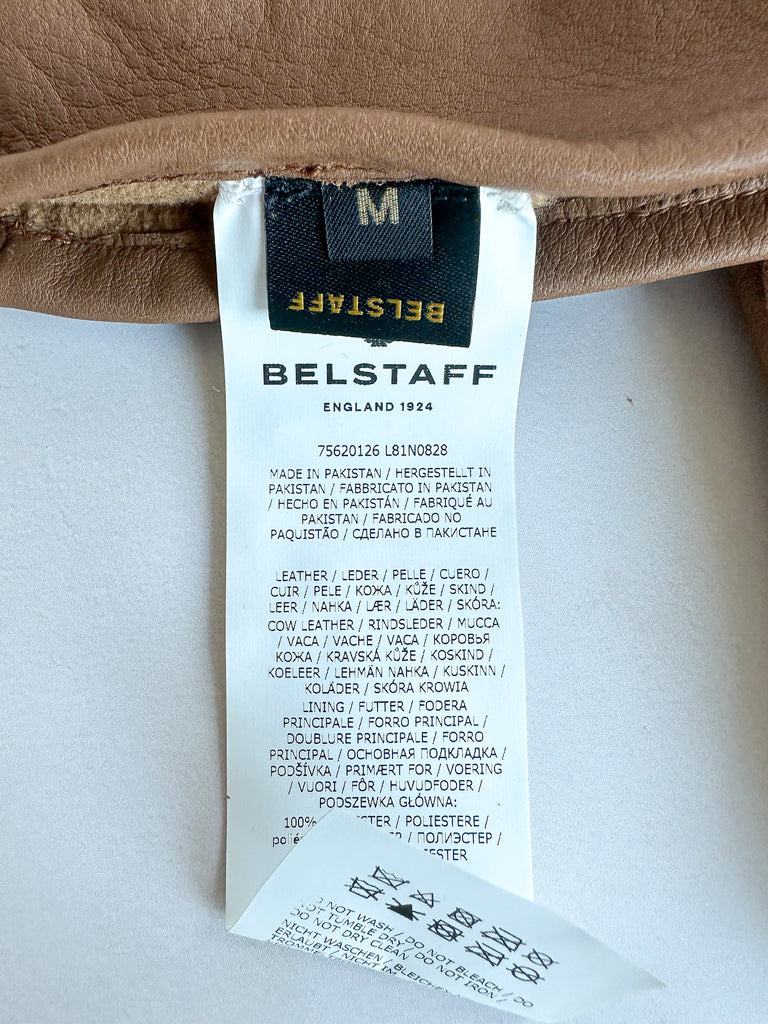 M
BELSTAFF
BELSTAFF
ENGLAND 1924
75620126 L81N0828
MADE IN PAKISTAN / HERGESTELLT IN
PAKISTAN / FABBRICATO IN PAKISTAN
/ HECHO EN PAKISTÁN / FABRIQUÉ AU
PAKISTAN / FABRICADO NO
PAQUISTÃO / СДЕЛАНО В ПАКИСТАНЕ
LEATHER / LEDER / PELLE / CUERO /
CUIR / PELE / КОЖА / KŮŽE / SKIND /
LEER / NAHKA / LÆR / LÄDER / SKÓRA:
COW LEATHER / RINDSLEDER / MUCCA
/ VACA / VACHE / VACA / КОРОВЬЯ
КОЖА / KRAVSKÁ KŮŽE / KOSKIND /
KOELEER / LEHMÄN NAHKA / KUSKINN /
KOLÄDER / SKÓRA KROWIA
LINING / FUTTER / FODERA
PRINCIPALE / FORRO PRINCIPAL /
DOUBLURE PRINCIPALE / FORRO
PRINCIPAL / ОСНОВНАЯ ПОДКЛАДКА /
PODŠÍVKA / PRIMÆRT FOR / VOERING
/ VUORI / FÔR / HUVUDFODER /
PODSZEWKA GŁÓWNA:
100% / POLIESTERE /
/ ПОЛИЭСТЕР /
NOT WASH / DO NOT BLEACH / DO
NOT TUMBLE DRY / DO NOT IRON /
DO NOT DRY CLEAN
NICHT WASCHEN / BLEICHEN
ERLAUBT / NICHT IM